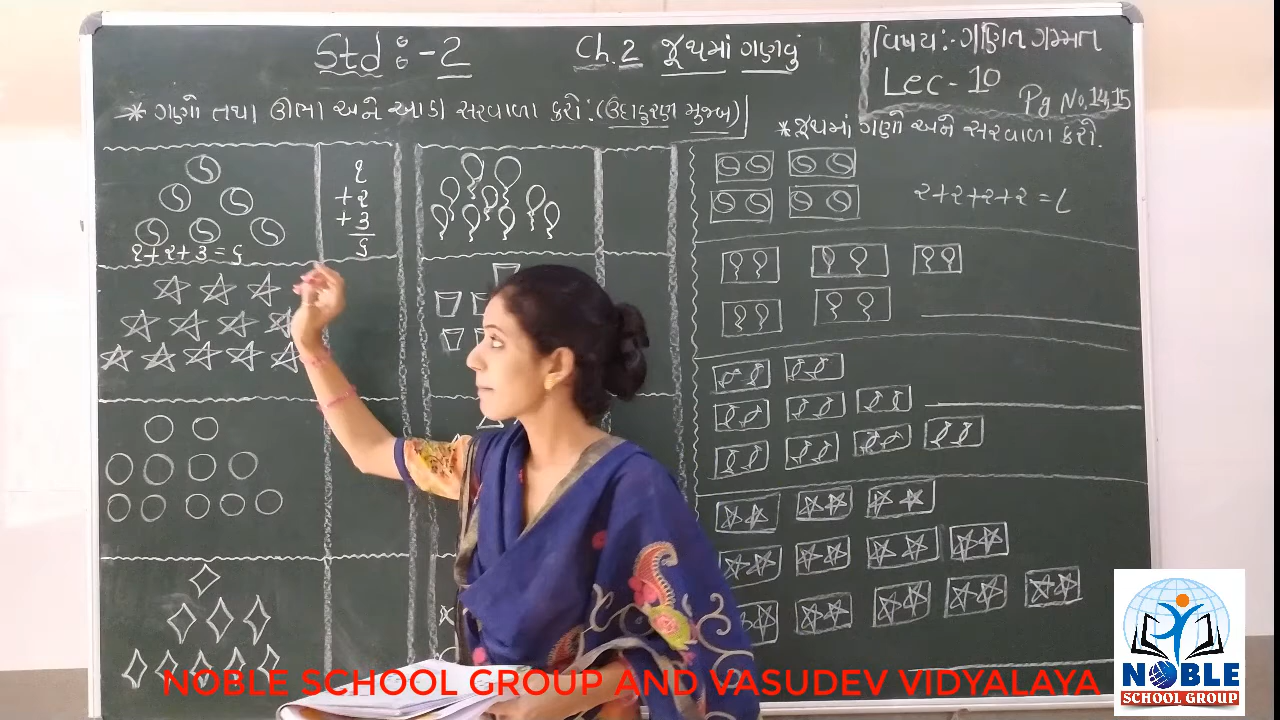 Std :- 2
Ch.2 જૂથમાં ગણવું
વિષય:- ગણિત ગમ્મત
Lec - 10
Pg No, 14,15
* ગણો તથા ઊભા અને આડા સરવાળા કરો. (ઉદાહરણ મુજબ)
૧
+૨
+૩
૬
૧+૨+૩=૬
* જૂથમાં ગણો અને સરવાળા કરો.
૨+૨+૨+૨ =૮
NOBLE SCHOOL GROUP AND VASUDEV VIDYALAYA
NOBLE
SCHOOL GROUP